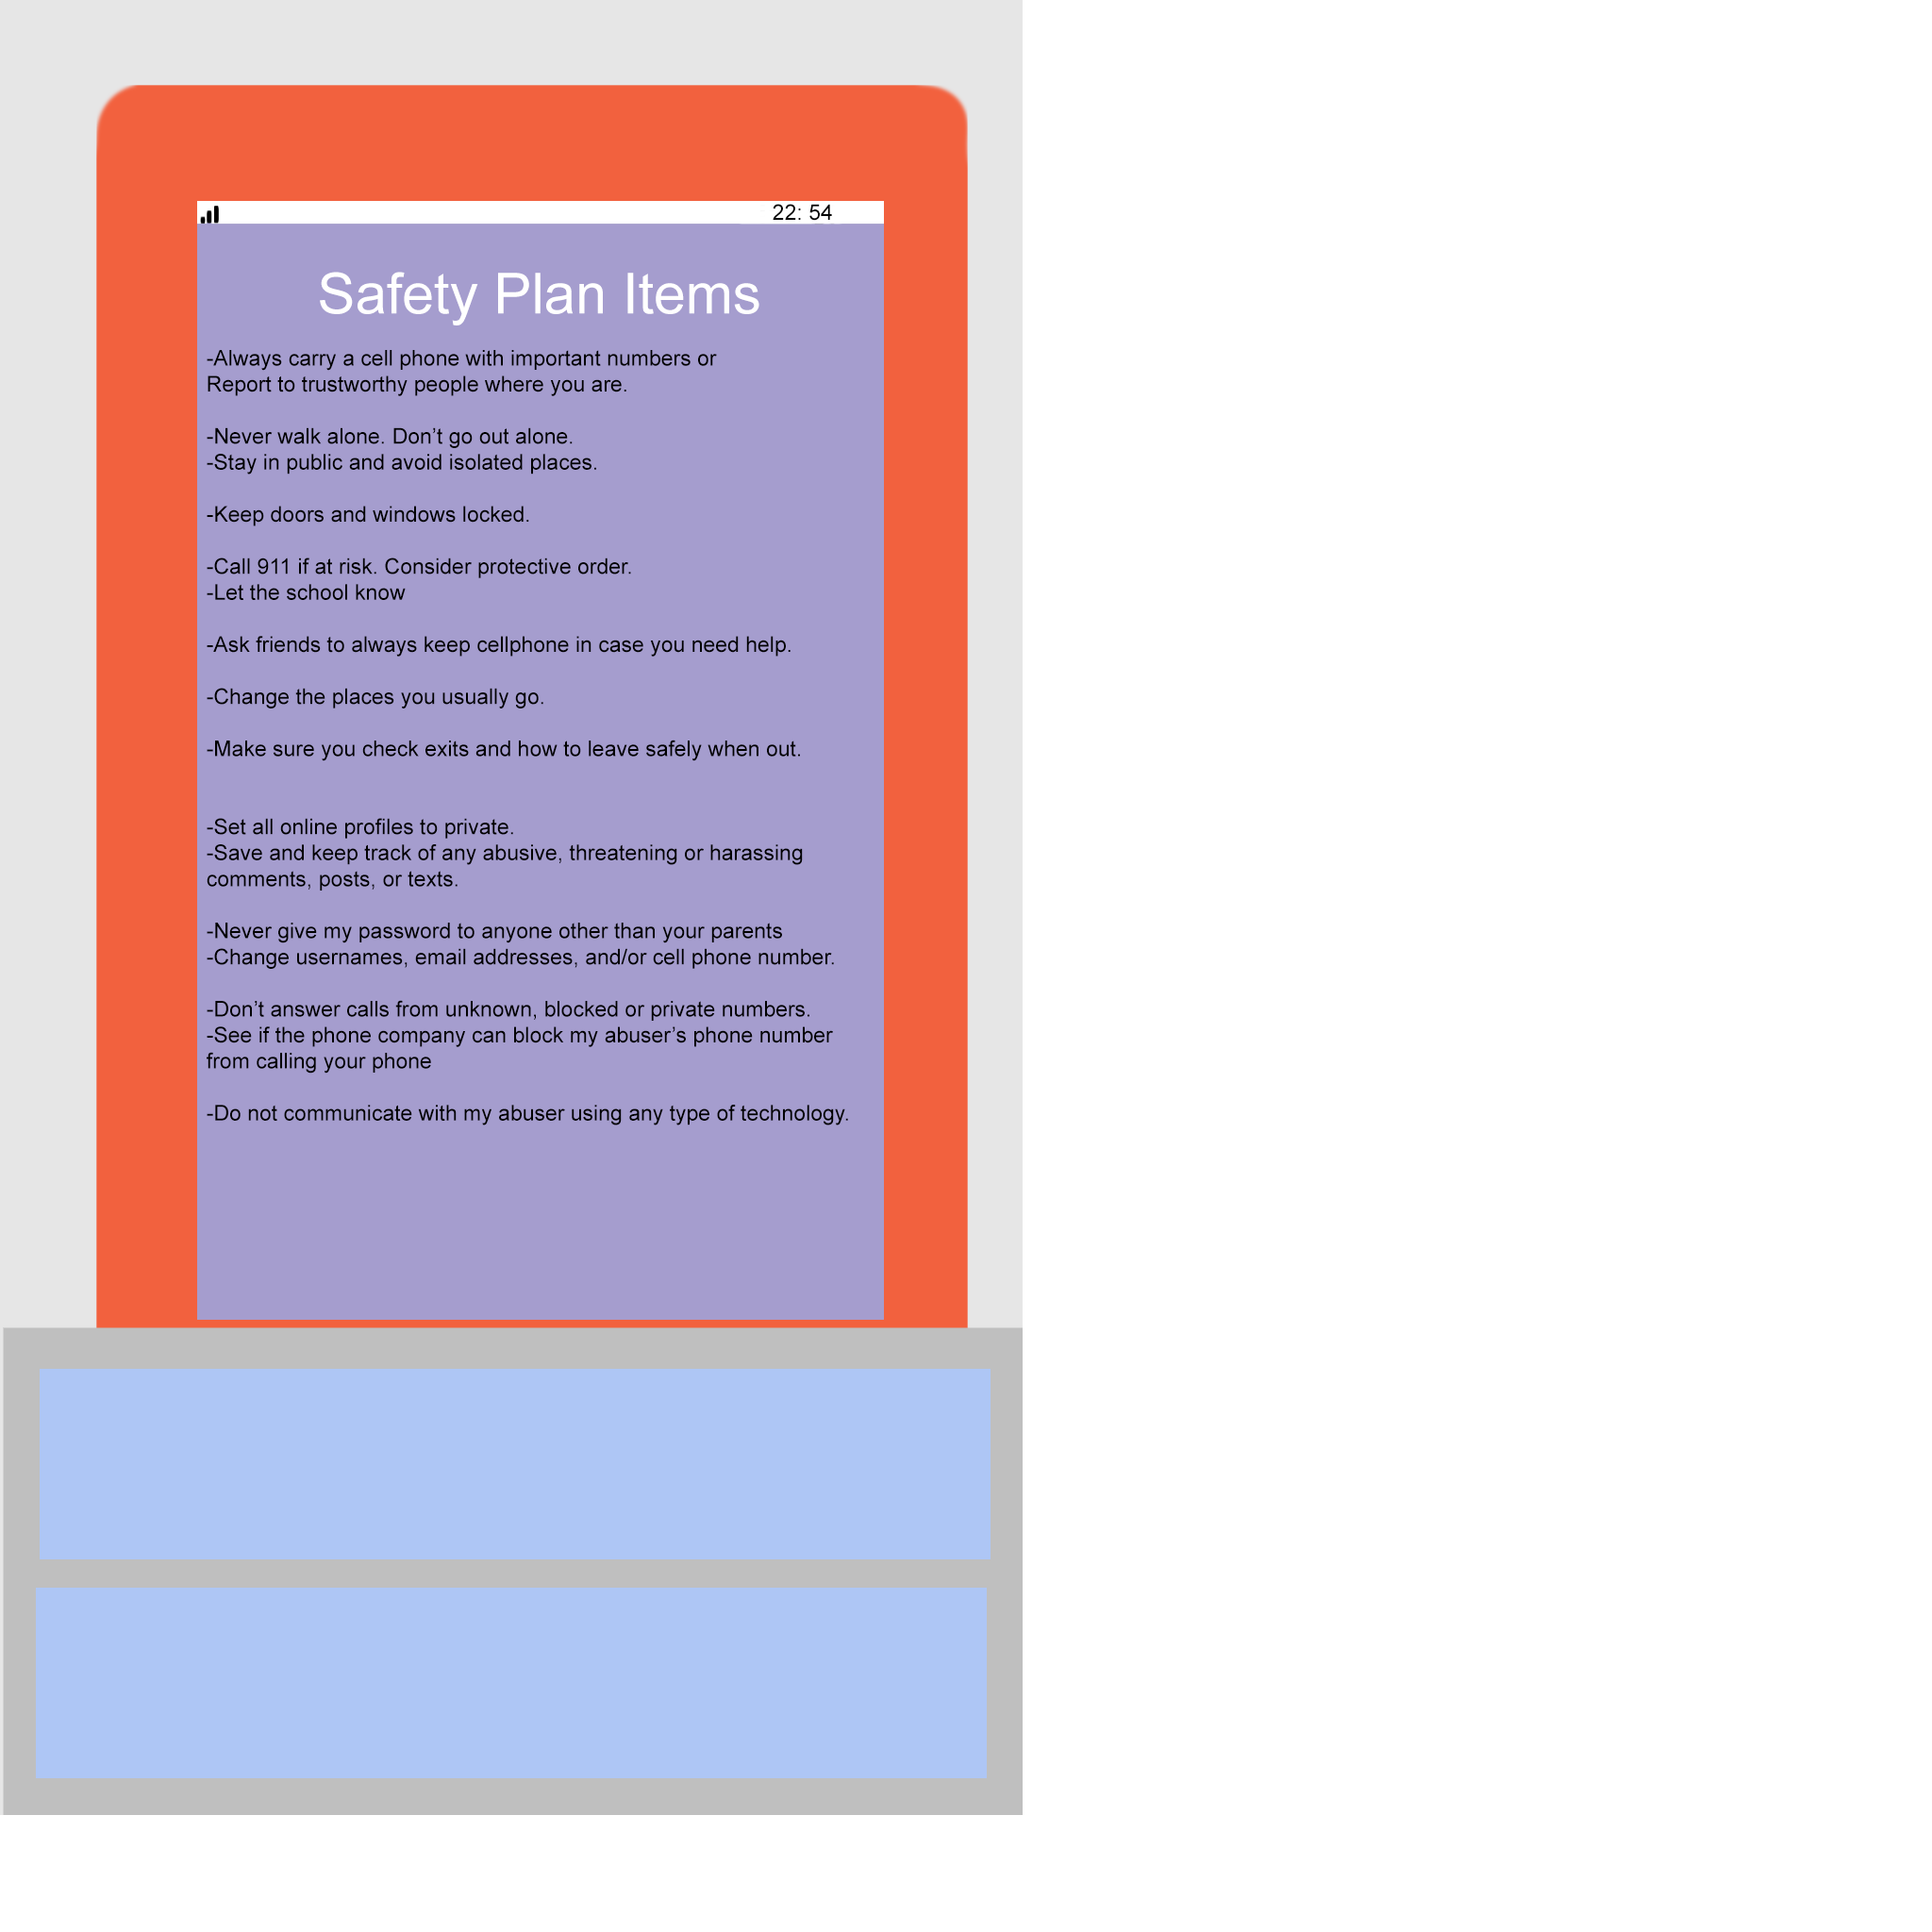 22: 54
Safety Plan Items
-Always carry a cell phone with important numbers or
Report to trustworthy people where you are.
-Never walk alone. Don’t go out alone.
-Stay in public and avoid isolated places.
-Keep doors and windows locked.
-Call 911 if at risk. Consider protective order.
-Let the school know
-Ask friends to always keep cellphone in case you need help.
-Change the places you usually go.
-Make sure you check exits and how to leave safely when out.
-Set all online profiles to private.
-Save and keep track of any abusive, threatening or harassing
comments, posts, or texts.
-Never give my password to anyone other than your parents
-Change usernames, email addresses, and/or cell phone number.
-Don’t answer calls from unknown, blocked or private numbers.
-See if the phone company can block my abuser’s phone number
from calling your phone
-Do not communicate with my abuser using any type of technology.